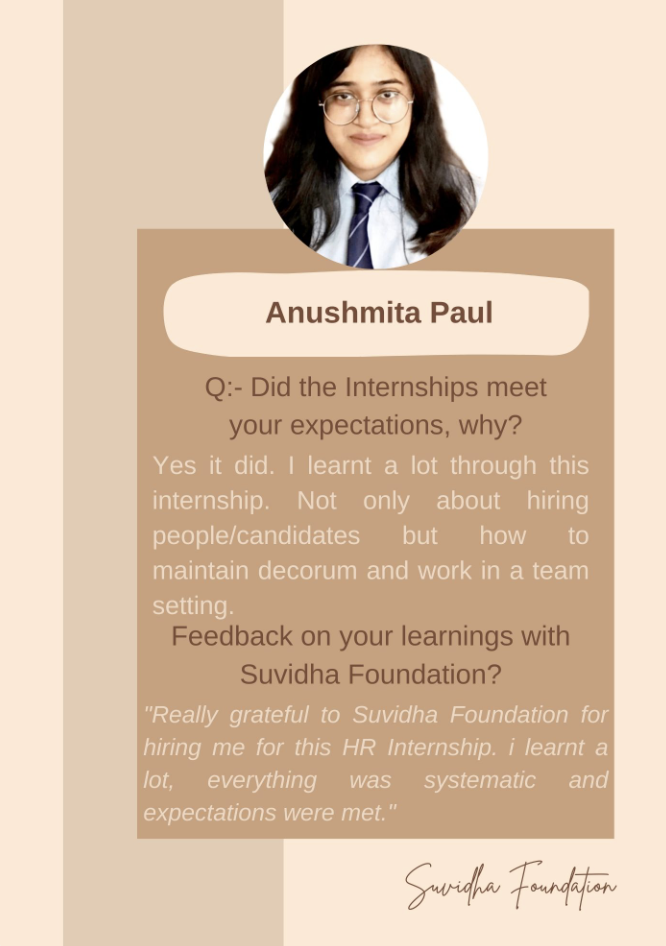 Anushmita Paul
Q:- Did the Internships meet
your expectations, why?
Yes it did. I learnt a lot through this
internship. Not only about hiring
people/candidates but how to
maintain decorum and work in a team
setting.
Feedback on your learnings with
Suvidha Foundation?
"Really grateful to Suvidha Foundation for
hiring me for this HR Internship. i learnt a
lot, everything was systematic and
expectations were met."
Suvidha Foundation